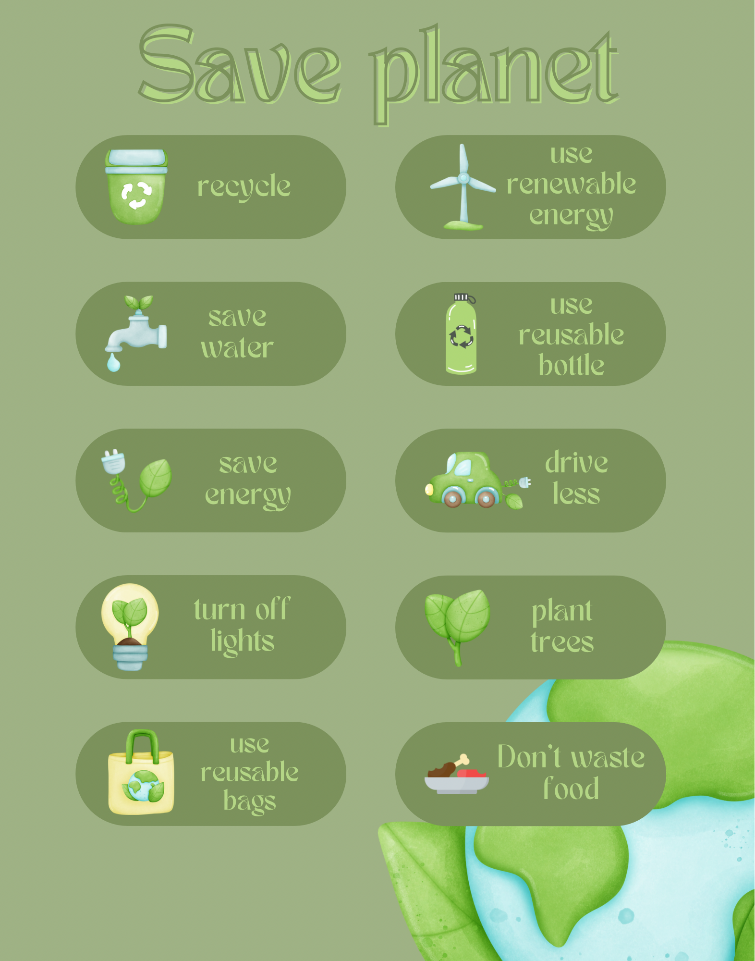 Save planet
recycle
use
renewable
energy
save
water
use
reusable
bottle
save
energy
drive
less
turn off
lights
plant
trees
use
reusable
bags
Don't waste
food